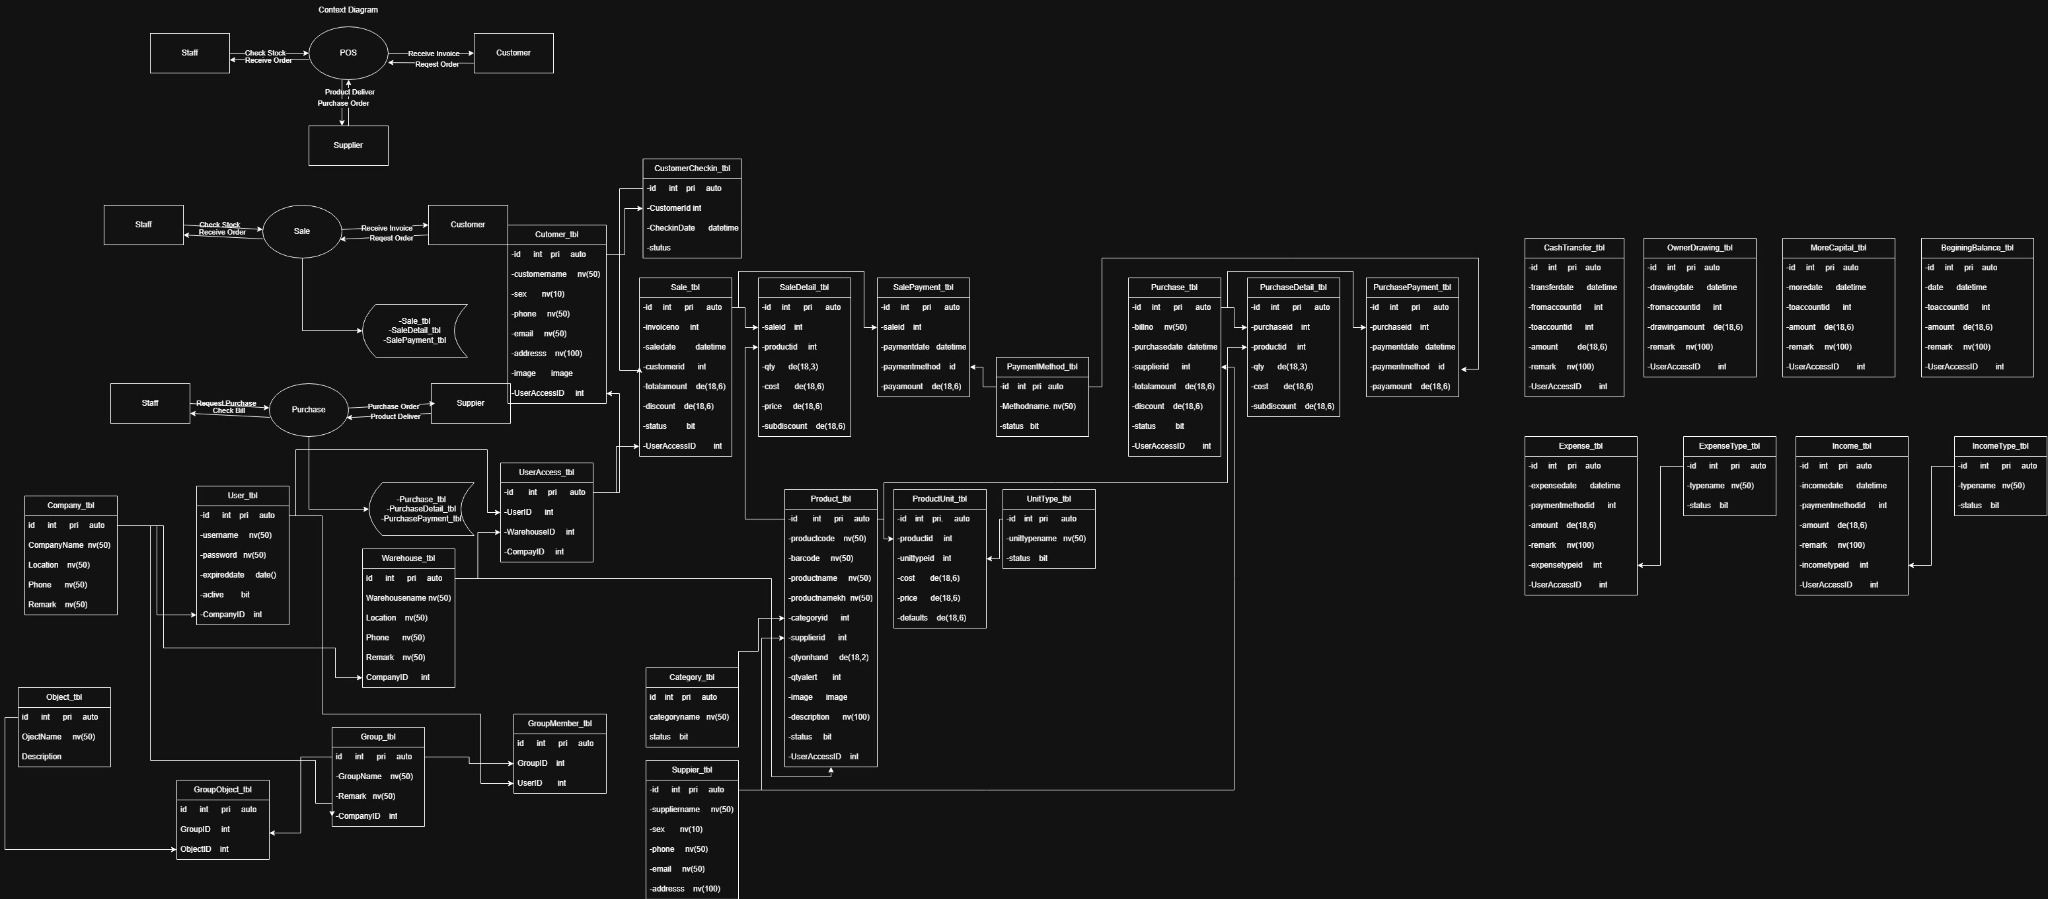 Context Diagram
Staff
Check Stock
Receive Order
POS
Receive Invoice
Reqest Order
Customer
Product Deliver
Purchase Order
Supplier
Staff
Check Stock
Receive Order
Sale
Receive Invoice
Reqest Order
Customer
-Sale_tbl
-SaleDetail_tbl
-SalePayment_tbl
Staff
Request Purchase
Check Bill
Purchase
Purchase Order
Product Deliver
Suppier
-Purchase_tbl
-PurchaseDetail_tbl
-PurchasePayment_tbl
Cutomer_tbl
-id int pri auto
-customername nv(50)
-sex nv(10)
-phone nv(50)
-email nv(50)
-addresss nv(100)
-image image
-UserAccessID int
CustomerCheckin_tbl
-id int pri auto
-CustomerId int
-CheckinDate datetime
-stutus
Sale_tbl
-id int pri auto
-invoiceno int
-saledate datetime
-customerid int
-totalamount de(18,6)
-discount de(18,6)
-status bit
-UserAccessID int
SaleDetail_tbl
-id int pri auto
-saleid int
-productid int
-qty de(18,3)
-cost de(18,6)
-price de(18,6)
-subdiscount de(18,6)
SalePayment_tbl
-id int pri auto
-saleid int
-paymentdate datetime
-paymentmethod id
-payamount de(18,6)
PaymentMethod_tbl
-id int pri auto
-Methodname. nv(50)
-status bit
Purchase_tbl
-id int pri auto
-billno nv(50)
-purchasedate datetime
-supplierid int
-totalamount de(18,6)
-discount de(18,6)
-status bit
-UserAccessID int
PurchaseDetail_tbl
-id int pri auto
-purchaseid int
-productid int
-qty de(18,3)
-cost de(18,6)
-subdiscount de(18,6)
PurchasePayment_tbl
-id int pri auto
-purchaseid int
-paymentdate datetime
-paymentmethod id
-payamount de(18,6)
CashTransfer_tbl
-id int pri auto
-transferdate datetime
-fromaccountid int
-toaccountid int
-amount de(18,6)
-remark nv(100)
-UserAccessID int
OwnerDrawing_tbl
-id int pri auto
-drawingdate datetime
-fromaccountid int
-drawingamount de(18,6)
-remark nv(100)
-UserAccessID int
MoreCapital_tbl
-id int pri auto
-moredate datetime
-toaccountid int
-amount de(18,6)
-remark nv(100)
-UserAccessID int
BeginingBalance_tbl
-id int pri auto
-date datetime
-toaccountid int
-amount de(18,6)
-remark nv(100)
-UserAccessID int
Expense_tbl
-id int pri auto
-expensedate datetime
-paymentmethodid int
-amount de(18,6)
-remark nv(100)
-expensetypeid int
-UserAccessID int
ExpenseType_tbl
-id int pri auto
-typename nv(50)
-status bit
Income_tbl
-id int pri auto
-incomedate datetime
-paymentmethodid int
-amount de(18,6)
-remark nv(100)
-incometypeid int
-UserAccessID int
IncomeType_tbl
-id int pri auto
-typename nv(50)
-status bit
Company_tbl
id int pri auto
CompanyName nv(50)
Location nv(50)
Phone nv(50)
Remark nv(50)
User_tbl
-id int pri auto
-username nv(50)
-password nv(50)
-expireddate date()
-active bit
-CompanyID int
UserAccess_tbl
-id int pri auto
-UserID int
-WarehouseID int
-CompayID int
Warehouse_tbl
id int pri auto
Warehousename nv(50)
Location nv(50)
Phone nv(50)
Remark nv(50)
CompanyID int
Product_tbl
-id int pri auto
-productcode nv(50)
-barcode nv(50)
-productname nv(50)
-productnamekh nv(50)
-categoryid int
-supplierid int
-qtyonhand de(18,2)
-qtyalert int
-image image
-description nv(100)
-status bit
-UserAccessID int
ProductUnit_tbl
-id int pri auto
-productid int
-unittypeid int
-cost de(18,6)
-price de(18,6)
-defaults de(18,6)
UnitType_tbl
-id int pri auto
-unittypename nv(50)
-status bit
Category_tbl
id int pri auto
categoryname nv(50)
status bit
Suppier_tbl
-id int pri auto
-suppliername nv(50)
-sex nv(10)
-phone nv(50)
-email nv(50)
-addresss nv(100)
Object_tbl
id int pri auto
OjectName nv(50)
Description
GroupObject_tbl
id int pri auto
GroupID int
ObjectID int
Group_tbl
id int pri auto
-GroupName nv(50)
-Remark nv(50)
-CompanyID int
GroupMember_tbl
id int pri auto
GroupID int
UserID int